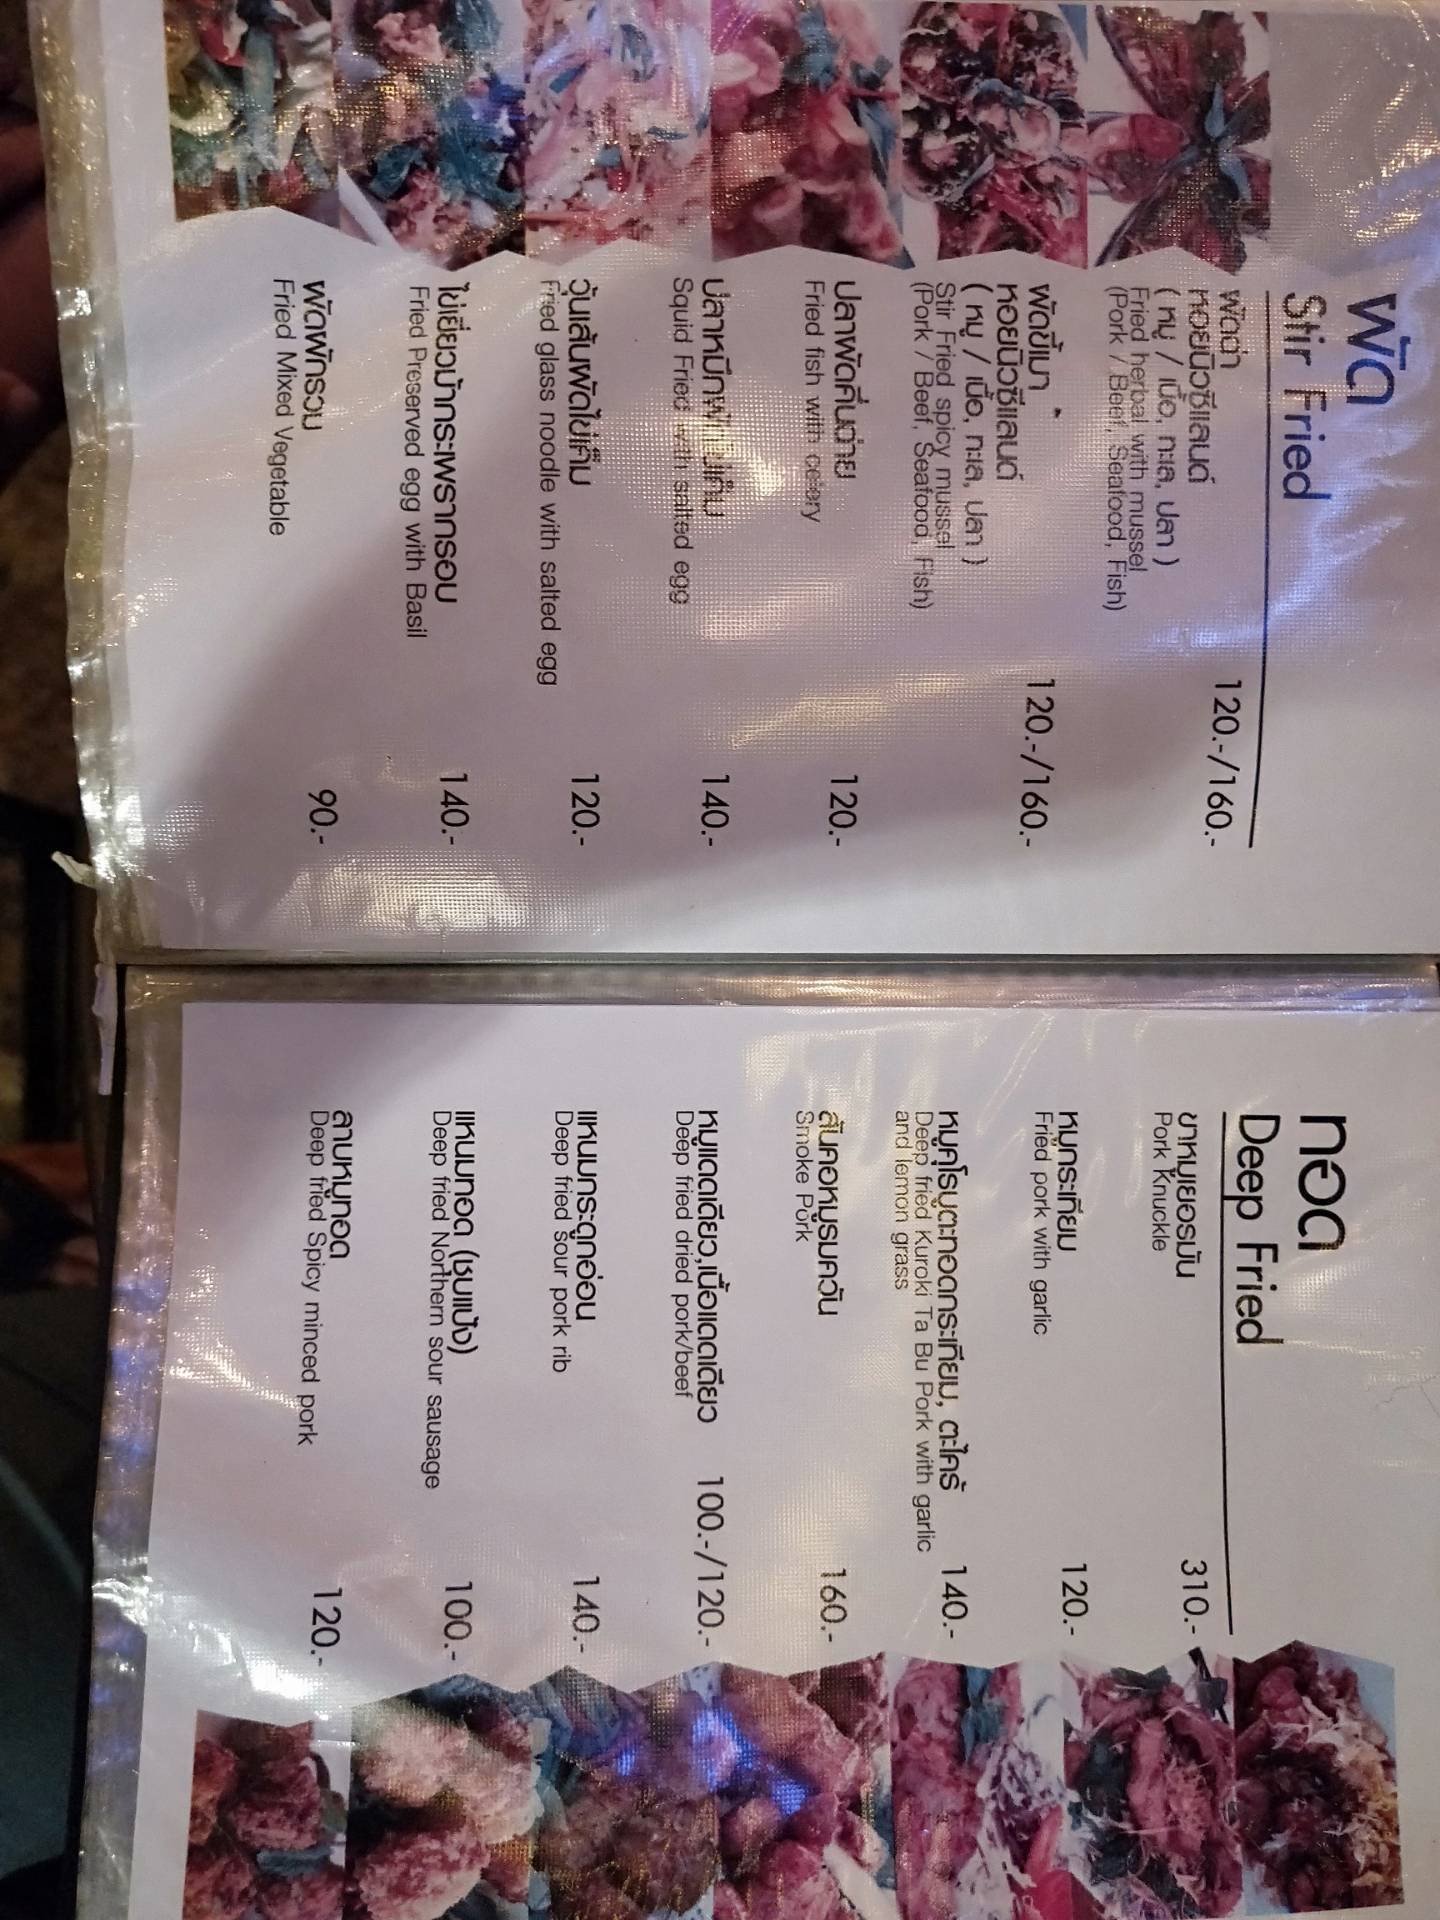 ผัด
Stir Fried
ผัดฉ่า
หอยนิวซีแลนด์
( หมู / เนื้อ, ทะเล, ปลา )
Fried herbal with mussel
(Pork / Beef, Seafood, Fish)
120.-/160.-
ผัดขี้เมา
หอยนิวซีแลนด์
( หมู / เนื้อ, ทะเล, ปลา )
Stir Fried spicy mussel
(Pork / Beef, Seafood, Fish)
120.-/160.-
ปลาผัดคื่นฉ่าย
Fried fish with celery
120.-
ปลาหมึกผัดไข่เค็ม
Squid Fried with salted egg
140.-
วุ้นเส้นผัดไข่เค็ม
Fried glass noodle with salted egg
120.-
ไข่เยี่ยวม้ากระเพรากรอบ
Fried Preserved egg with Basil
140.-
ผัดผักรวม
Fried Mixed Vegetable
90.-
ทอด
Deep Fried
ขาหมูเยอรมัน
Pork Knuckle
310.-
หมูกระเทียม
Fried pork with garlic
120.-
หมูคุโรบูตะทอดกระเทียม, ตะไคร้
Deep fried Kuroki Ta Bu Pork with garlic
and lemon grass
140.-
สันคอหมูรมควัน
Smoke Pork
160.-
หมูแดดเดียว,เนื้อแดดเดียว
Deep fried dried pork/beef
100.-/120.-
แหนมกระดูกอ่อน
Deep fried sour pork rib
140.-
แหนมทอด (ชุบแป้ง)
Deep fried Northern sour sausage
100.-
ลาบหมูทอด
Deep fried Spicy minced pork
120.-